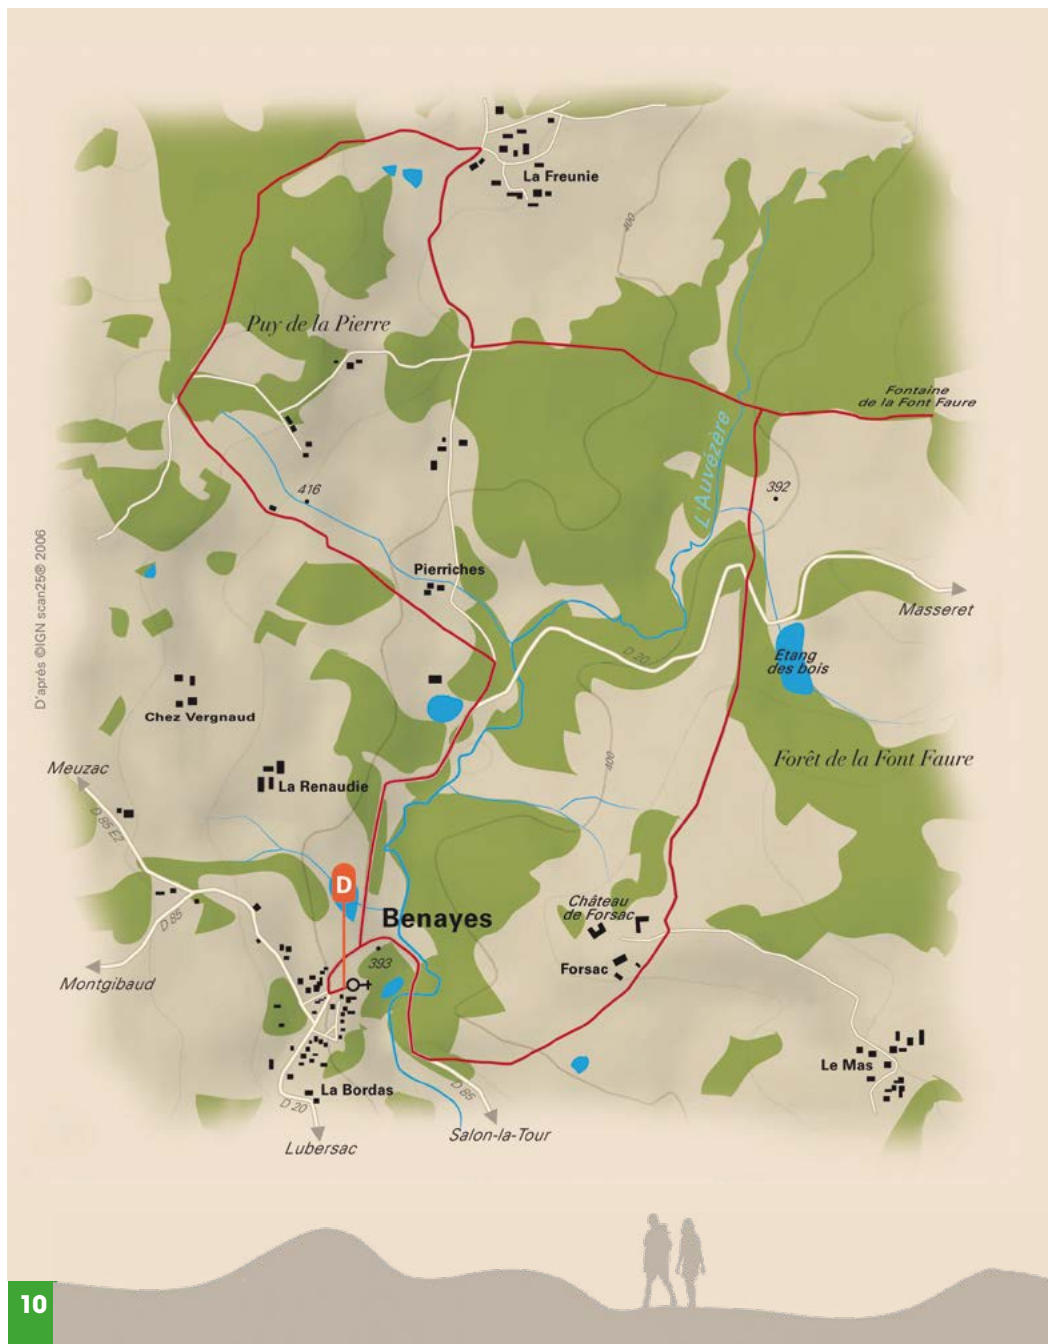 La Freunie
400
Puy de la Pierre
Fontaine
de la Font Faure
L'Auvézère
416
392
D'après ©IGN scan25® 2006
Pierriches
Masseret
D 20
Etang
des bois
Chez Vergnaud
400
Forêt de la Font Faure
Meuzac
La Renaudie
D 85 E2
D
Château
de Forsac
Benayes
D 85
393
Forsac
Montgibaud
Le Mas
La Bordas
D 85
D 20
Salon-la-Tour
Lubersac
10